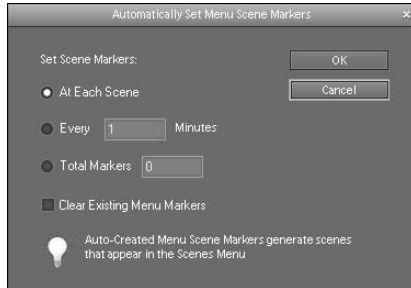 Automatically Set Menu Scene Markers
Set Scene Markers:
OK
At Each Scene
Cancel
Every 1 Minutes
Total Markers 0
Clear Existing Menu Markers
Auto-Created Menu Scene Markers generate scenes
that appear in the Scenes Menu